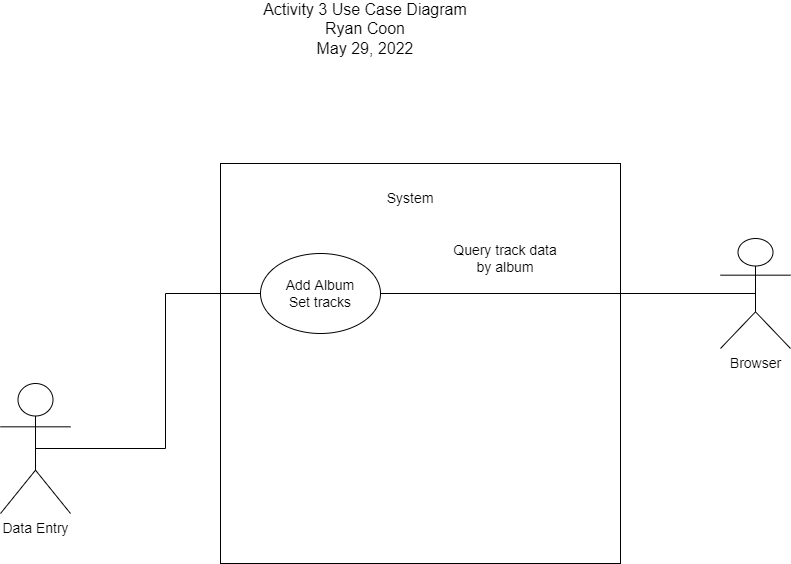 Activity 3 Use Case Diagram
Ryan Coon
May 29, 2022
System
Query track data
by album
Add Album
Set tracks
Browser
Data Entry